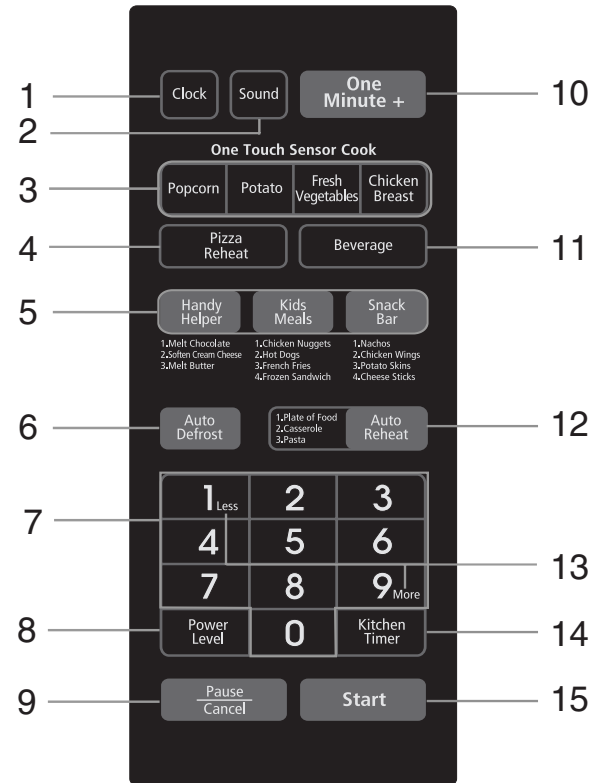 1 Clock Sound One 10
2 Minute +
One Touch Sensor Cook
3 Popcorn Potato Fresh Chicken
Vegetables Breast
4 Pizza Beverage 11
Reheat
5 Handy Kids Snack
Helper Meals Bar
1.Melt Chocolate 1.Chicken Nuggets 1.Nachos
2.Soften Cream Cheese 2.Hot Dogs 2.Chicken Wings
3.Melt Butter 3.French Fries 3.Potato Skins
4.Frozen Sandwich 4.Cheese Sticks
6 Auto 1.Plate of Food Auto 12
Defrost 2.Casserole Reheat
3.Pasta
7 1 Less 2 3
4 5 6
13
7 8 9 More
8 Power 0 Kitchen 14
Level Timer
9 Pause Start 15
Cancel